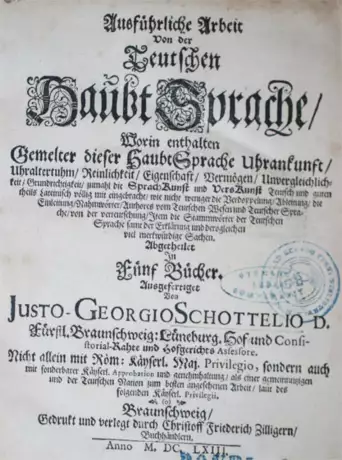 Ausführliche Arbeit
Von der
Teutschen
HaubtSprache/
Worin enthalten
Gemelter dieser HaubtSprache Uhrankunft/
Uhraltertuhm/ Reinlichkeit/ Eigenschaft/ Vermögen/ Unvergleichlich-
keit/ Grundrichtigkeit/ zumahl die SprachKunst und VersKunst Teutsch und guten
theils Lateinisch völlig mit eingebracht/ wie nicht weniger die Verdoppelung/ Ableitung/ die
Einleitung/ Nahmwörter/ Authores vom Teutschen Wesen und Teutscher Spra-
che/ von der verteutschung/ Item die Stammwörter der Teutschen
Sprache samt der Erklärung und derogleichen
viel merkwürdige Sachen.
Abgetheilet
In
Fünf Bücher.
Ausgefertiget
Von
JUSTO-GEORGIO SCHOTTELIO D.
Fürstl. Braunschweig: Lüneburg. Hof und Consi-
storial-Rahte und Hofgerichts Assessore.
Nicht allein mit Röm: Käyserl. Maj. Privilegio, sondern auch
mit sonderbarer Käyserl. Approbation und genehmhaltung/ als einer gemeinnützigen
und der Teutschen Nation zum besten angesehenen Arbeit/ laut des
folgenden Käyserl. Privilegii.
Braunschweig/
Gedrukt und verlegt durch Christoff Friederich Zilligern/
Buchhändlern.
Anno M. DC. LXIII.